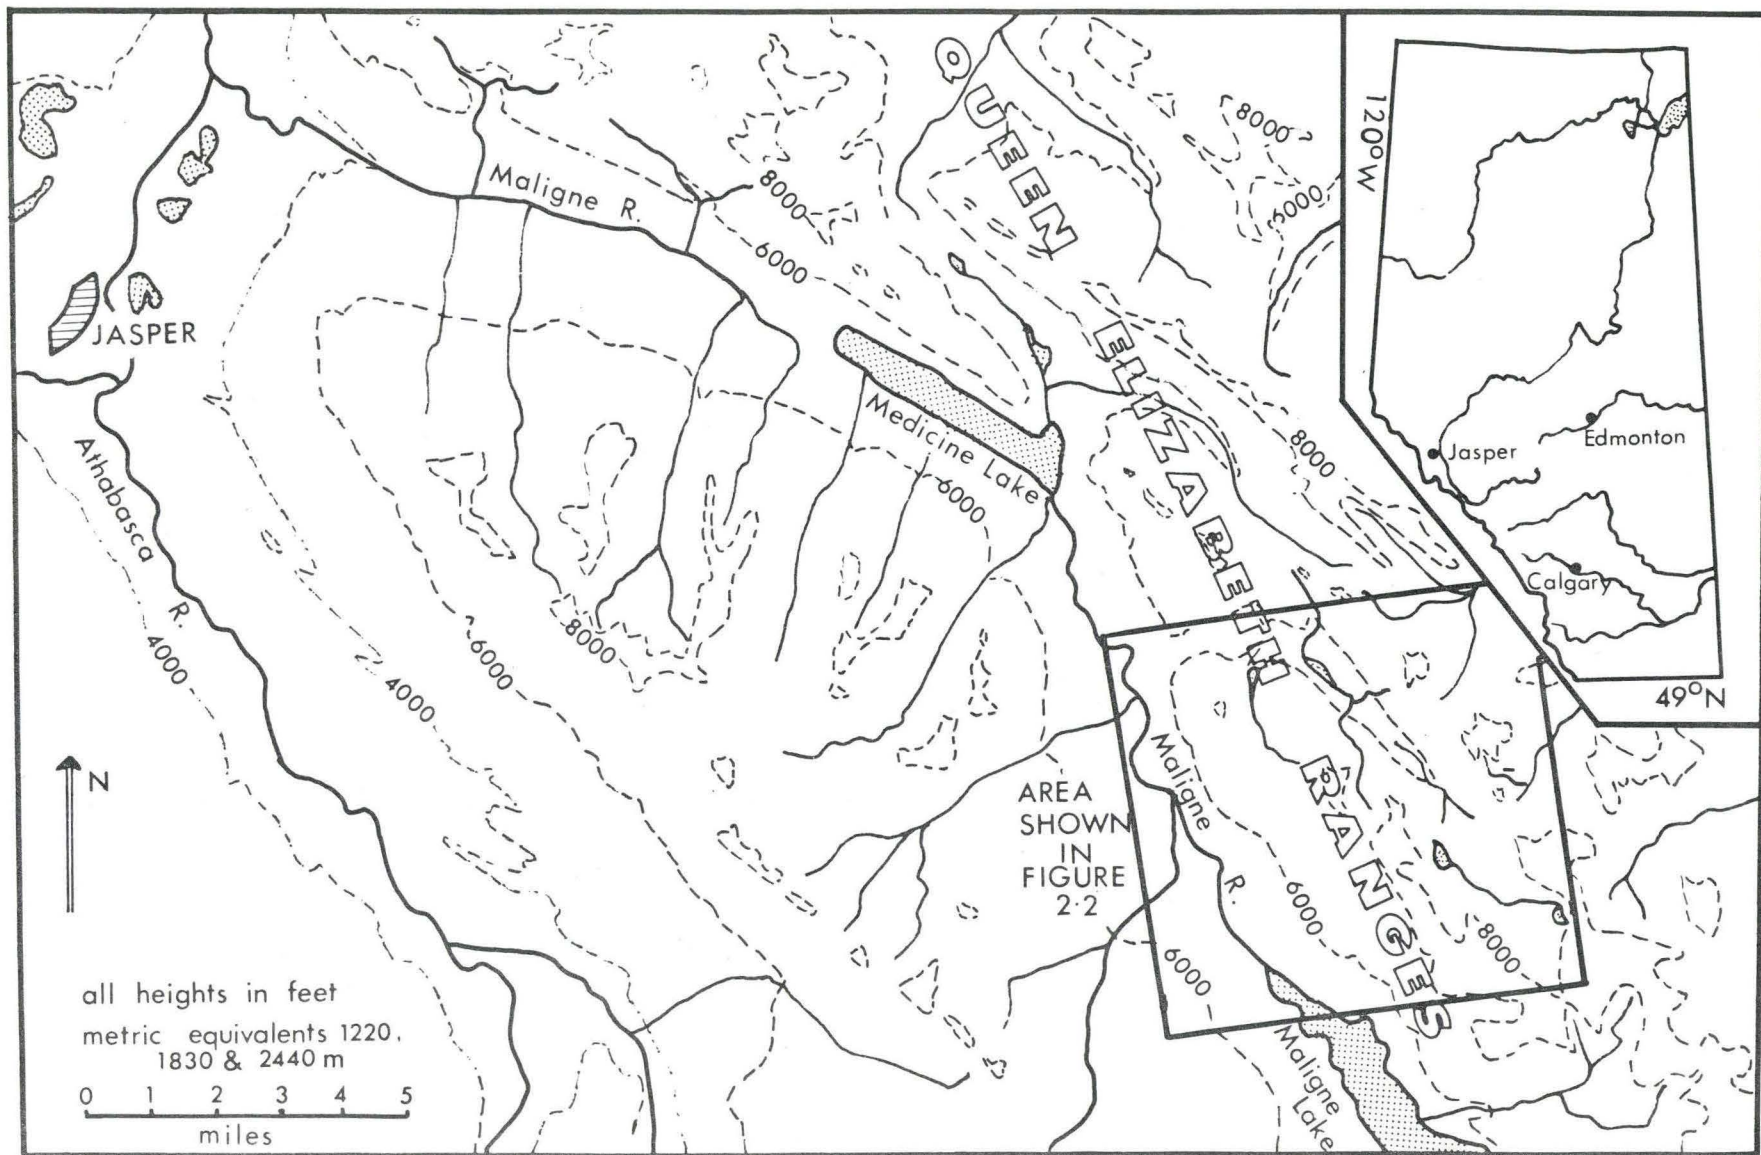 QUEEN ELIZABETH RANGES
Maligne R.
8000
6000
8000
6000
JASPER
Medicine Lake
6000
8000
Athabasca R.
4000
4000
6000
8000
N
AREA
SHOWN
IN
FIGURE
2·2
Maligne R.
6000
8000
6000
Maligne
Lake
all heights in feet
metric equivalents 1220,
1830 & 2440 m
0 1 2 3 4 5
miles
120°W
Jasper
Edmonton
Calgary
49°N